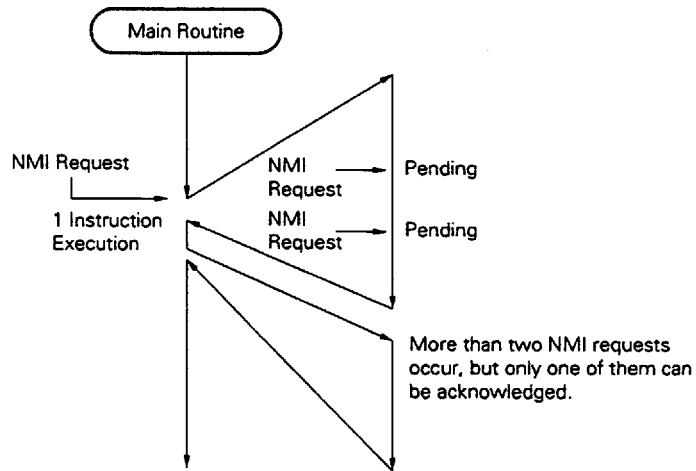 Main Routine
NMI Request
1 Instruction
Execution
NMI
Request
Pending
NMI
Request
Pending
More than two NMI requests
occur, but only one of them can
be acknowledged.